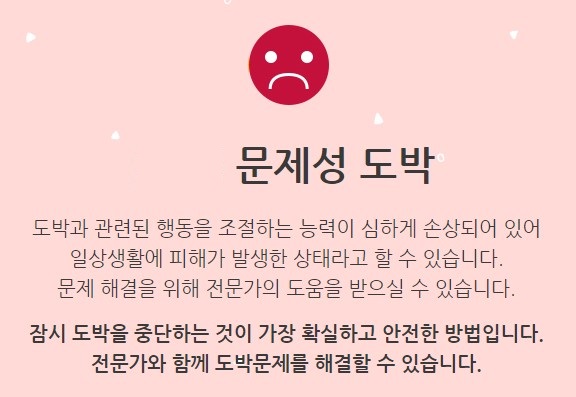 문제성 도박
도박과 관련된 행동을 조절하는 능력이 심하게 손상되어 있어
일상생활에 피해가 발생한 상태라고 할 수 있습니다.
문제 해결을 위해 전문가의 도움을 받으실 수 있습니다.
잠시 도박을 중단하는 것이 가장 확실하고 안전한 방법입니다.
전문가와 함께 도박문제를 해결할 수 있습니다.